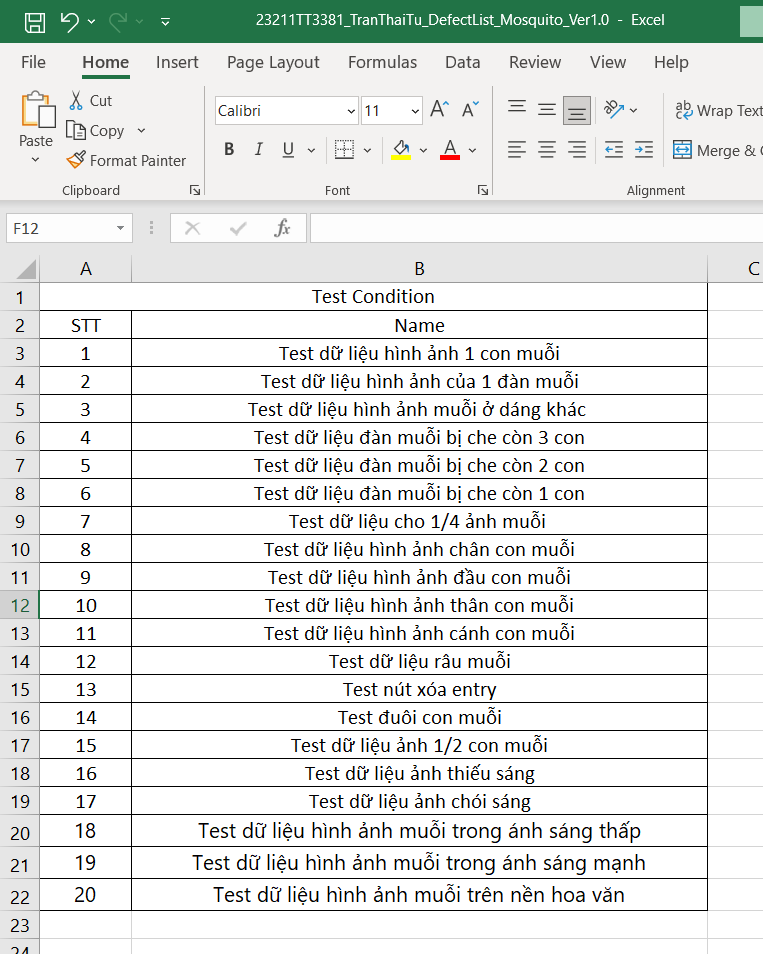 23211TT3381_TranThaiTu_DefectList_Mosquito_Ver1.0 - Excel
File Home Insert Page Layout Formulas Data Review View Help
Paste
Cut
Copy
Format Painter
Clipboard
Calibri 11
B I U A
Font
Wrap Text
Merge &
Alignment
F12 fx
A B C
1 Test Condition
2 STT Name
3 1 Test dữ liệu hình ảnh 1 con muỗi
4 2 Test dữ liệu hình ảnh của 1 đàn muỗi
5 3 Test dữ liệu hình ảnh muỗi ở dáng khác
6 4 Test dữ liệu đàn muỗi bị che còn 3 con
7 5 Test dữ liệu đàn muỗi bị che còn 2 con
8 6 Test dữ liệu đàn muỗi bị che còn 1 con
9 7 Test dữ liệu cho 1/4 ảnh muỗi
10 8 Test dữ liệu hình ảnh chân con muỗi
11 9 Test dữ liệu hình ảnh đầu con muỗi
12 10 Test dữ liệu hình ảnh thân con muỗi
13 11 Test dữ liệu hình ảnh cánh con muỗi
14 12 Test dữ liệu râu muỗi
15 13 Test nút xóa entry
16 14 Test đuôi con muỗi
17 15 Test dữ liệu ảnh 1/2 con muỗi
18 16 Test dữ liệu ảnh thiếu sáng
19 17 Test dữ liệu ảnh chói sáng
20 18 Test dữ liệu hình ảnh muỗi trong ánh sáng thấp
21 19 Test dữ liệu hình ảnh muỗi trong ánh sáng mạnh
22 20 Test dữ liệu hình ảnh muỗi trên nền hoa văn
23
24